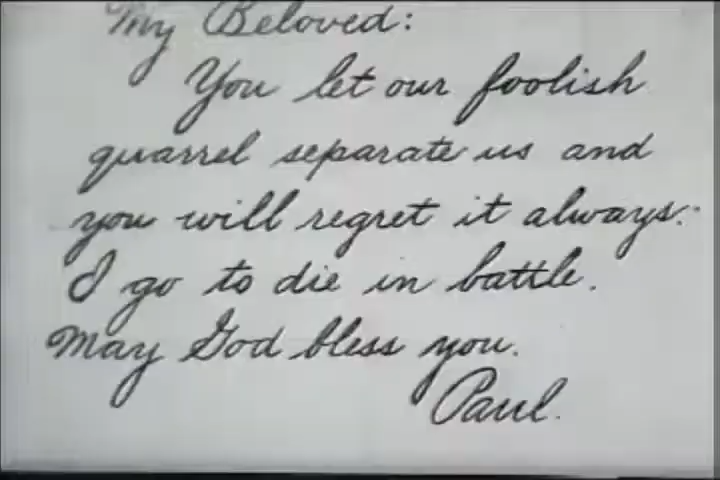 My Beloved:
You let our foolish
quarrel separate us and
you will regret it always.
I go to die in battle.
May God bless you.
Paul.